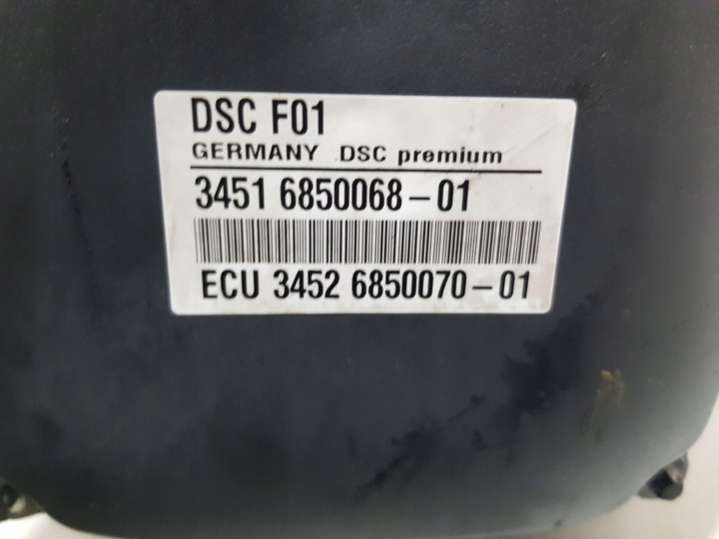 DSC F01
GERMANY DSC premium
3451 6850068-01
ECU 3452 6850070-01